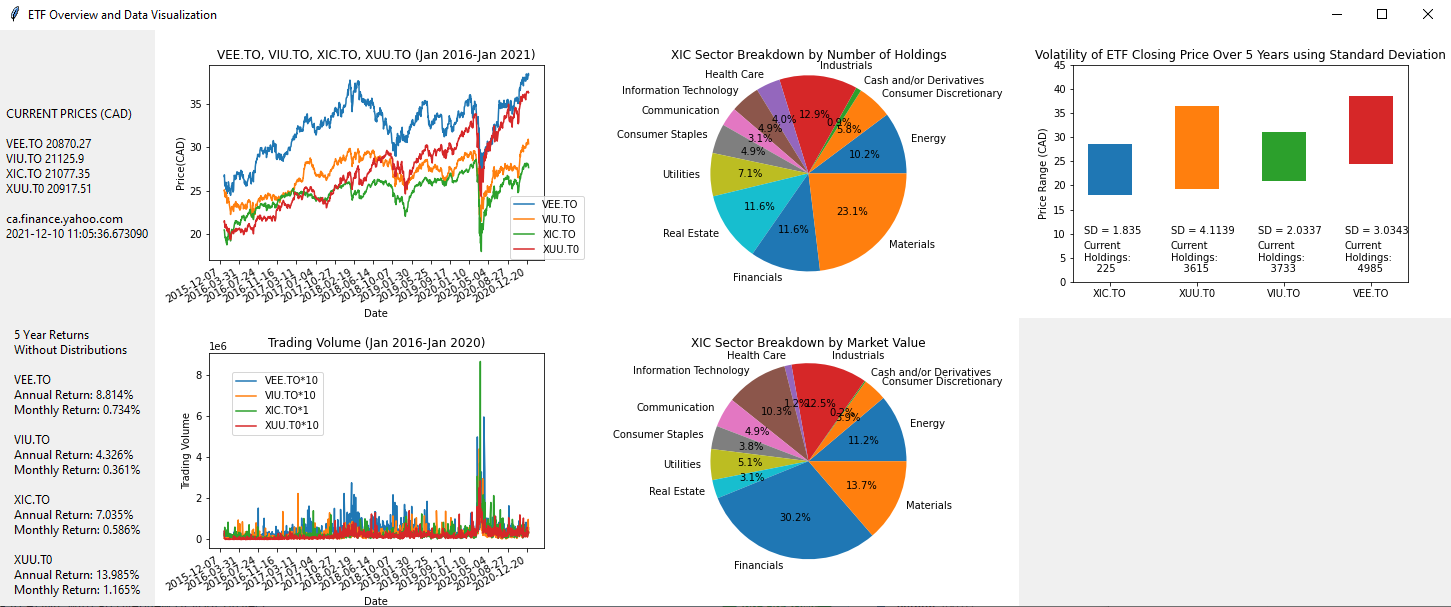 ETF Overview and Data Visualization
CURRENT PRICES (CAD)
VEE.TO 20870.27
VIU.TO 21125.9
XIC.TO 21077.35
XUU.T0 20917.51
ca.finance.yahoo.com
2021-12-10 11:05:36.673090
5 Year Returns
Without Distributions
VEE.TO
Annual Return: 8.814%
Monthly Return: 0.734%
VIU.TO
Annual Return: 4.326%
Monthly Return: 0.361%
XIC.TO
Annual Return: 7.035%
Monthly Return: 0.586%
XUU.T0
Annual Return: 13.985%
Monthly Return: 1.165%
VEE.TO, VIU.TO, XIC.TO, XUU.TO (Jan 2016-Jan 2021)
Price(CAD)
35
30
25
20
VEE.TO
VIU.TO
XIC.TO
XUU.T0
2015-12-07
2016-03-31
2016-07-24
2016-11-16
2017-03-11
2017-07-04
2017-10-27
2018-02-19
2018-06-14
2018-10-07
2019-01-30
2019-05-25
2019-09-17
2020-01-10
2020-05-04
2020-08-27
2020-12-20
Date
Trading Volume (Jan 2016-Jan 2020)
1e6
Trading Volume
8
6
4
2
0
VEE.TO*10
VIU.TO*10
XIC.TO*1
XUU.T0*10
2015-12-07
2016-03-31
2016-07-24
2016-11-16
2017-03-11
2017-07-04
2017-10-27
2018-02-19
2018-06-14
2018-10-07
2019-01-30
2019-05-25
2019-09-17
2020-01-10
2020-05-04
2020-08-27
2020-12-20
Date
XIC Sector Breakdown by Number of Holdings
Industrials
Health Care
Cash and/or Derivatives
Information Technology
Consumer Discretionary
Communication
Consumer Staples
Energy
Utilities
Real Estate
Materials
Financials
12.9%
4.0%
0.9%
4.9%
5.8%
3.1%
4.9%
10.2%
7.1%
11.6%
23.1%
11.6%
XIC Sector Breakdown by Market Value
Health Care
Industrials
Information Technology
Cash and/or Derivatives
Consumer Discretionary
Communication
Energy
Consumer Staples
Utilities
Real Estate
Materials
Financials
1.2%
12.5%
10.3%
0.2%
3.9%
4.9%
11.2%
3.8%
5.1%
3.1%
13.7%
30.2%
Volatility of ETF Closing Price Over 5 Years using Standard Deviation
Price Range (CAD)
45
40
35
30
25
20
15
10
5
0
SD = 1.835
Current
Holdings:
225
SD = 4.1139
Current
Holdings:
3615
SD = 2.0337
Current
Holdings:
3733
SD = 3.0343
Current
Holdings:
4985
XIC.TO
XUU.T0
VIU.TO
VEE.TO